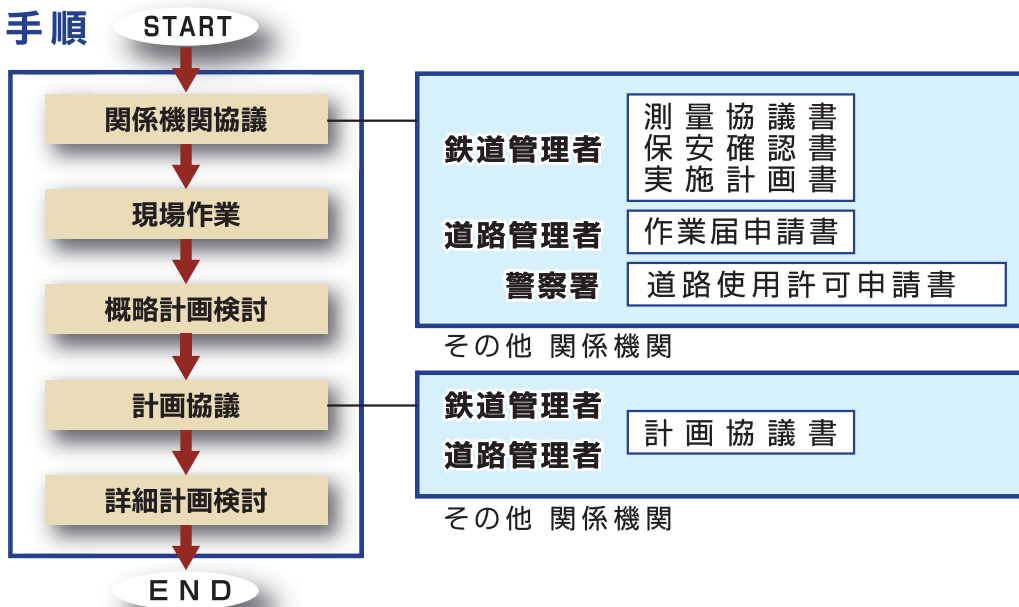 手順
START
関係機関協議
現場作業
概略計画検討
計画協議
詳細計画検討
END
鉄道管理者
測量協議書
保安確認書
実施計画書
道路管理者
作業届申請書
警察署
道路使用許可申請書
その他 関係機関
鉄道管理者
道路管理者
計画協議書
その他 関係機関